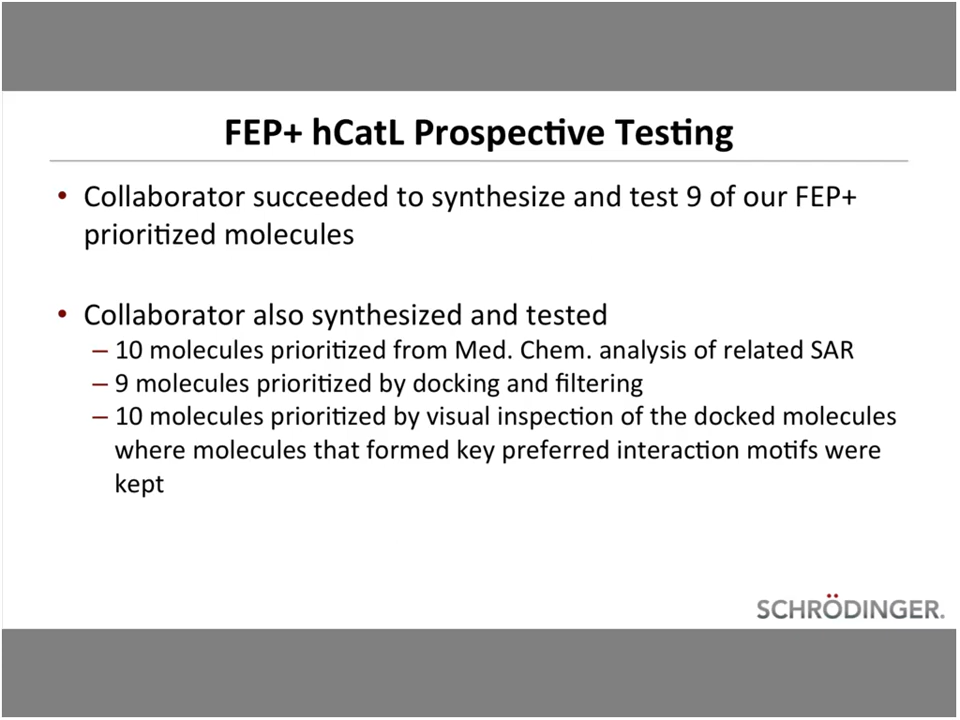 FEP+ hCatL Prospective Testing
• Collaborator succeeded to synthesize and test 9 of our FEP+
prioritized molecules
• Collaborator also synthesized and tested
– 10 molecules prioritized from Med. Chem. analysis of related SAR
– 9 molecules prioritized by docking and filtering
– 10 molecules prioritized by visual inspection of the docked molecules
where molecules that formed key preferred interaction motifs were
kept
SCHRÖDINGER.